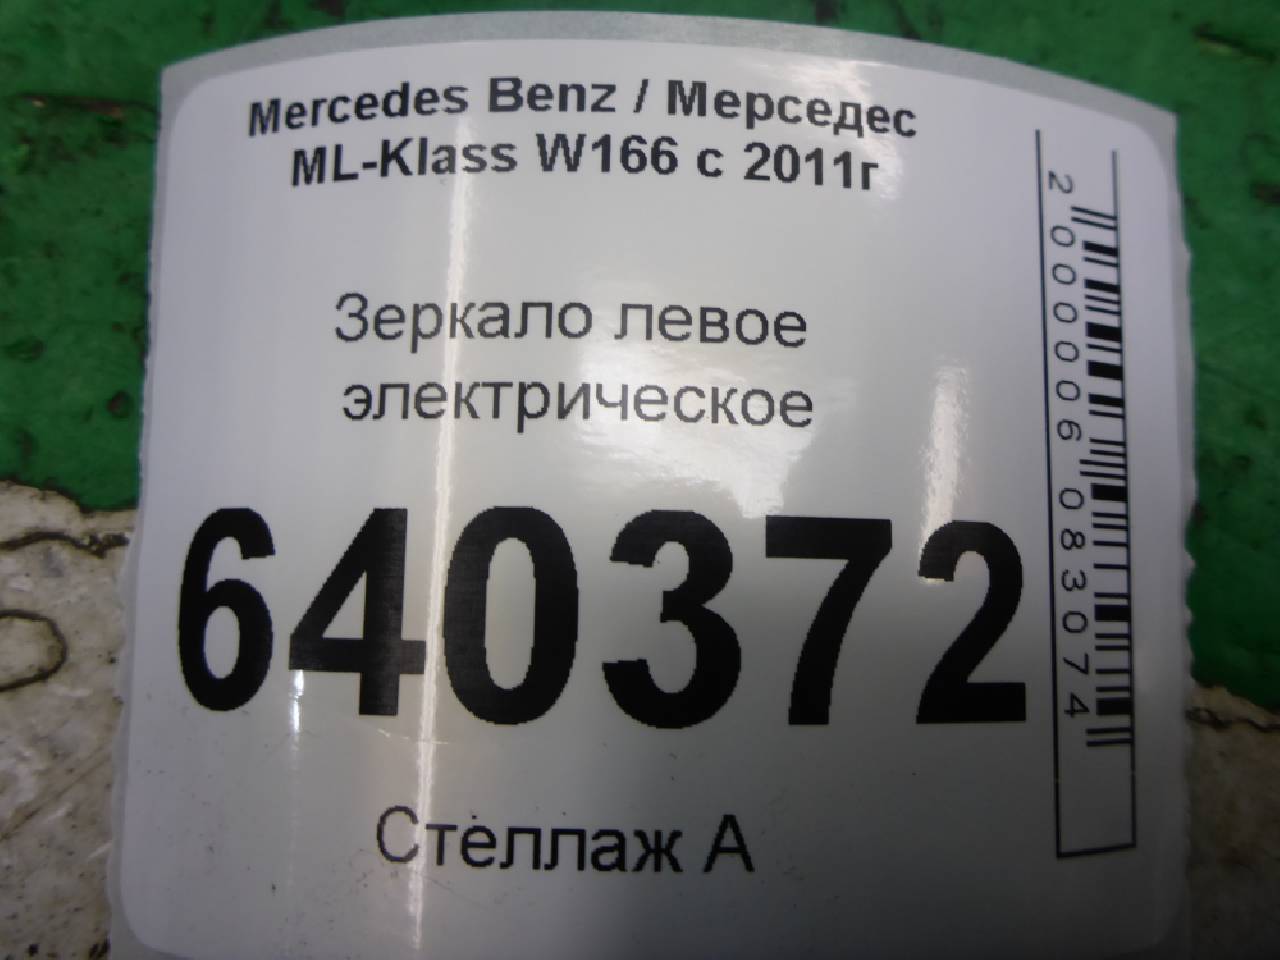 Mercedes Benz / Мерседес
ML-Klass W166 с 2011г
Зеркало левое
электрическое
640372
Стеллаж А
2000006083074